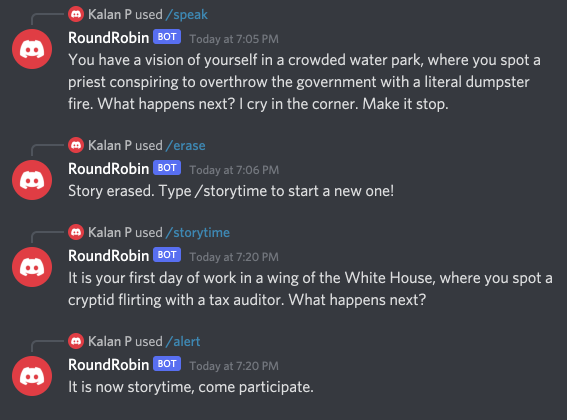 Kalan P used /speak
RoundRobin BOT Today at 7:05 PM
You have a vision of yourself in a crowded water park, where you spot a
priest conspiring to overthrow the government with a literal dumpster
fire. What happens next? I cry in the corner. Make it stop.
Kalan P used /erase
RoundRobin BOT Today at 7:06 PM
Story erased. Type /storytime to start a new one!
Kalan P used /storytime
RoundRobin BOT Today at 7:20 PM
It is your first day of work in a wing of the White House, where you spot a
cryptid flirting with a tax auditor. What happens next?
Kalan P used /alert
RoundRobin BOT Today at 7:20 PM
It is now storytime, come participate.